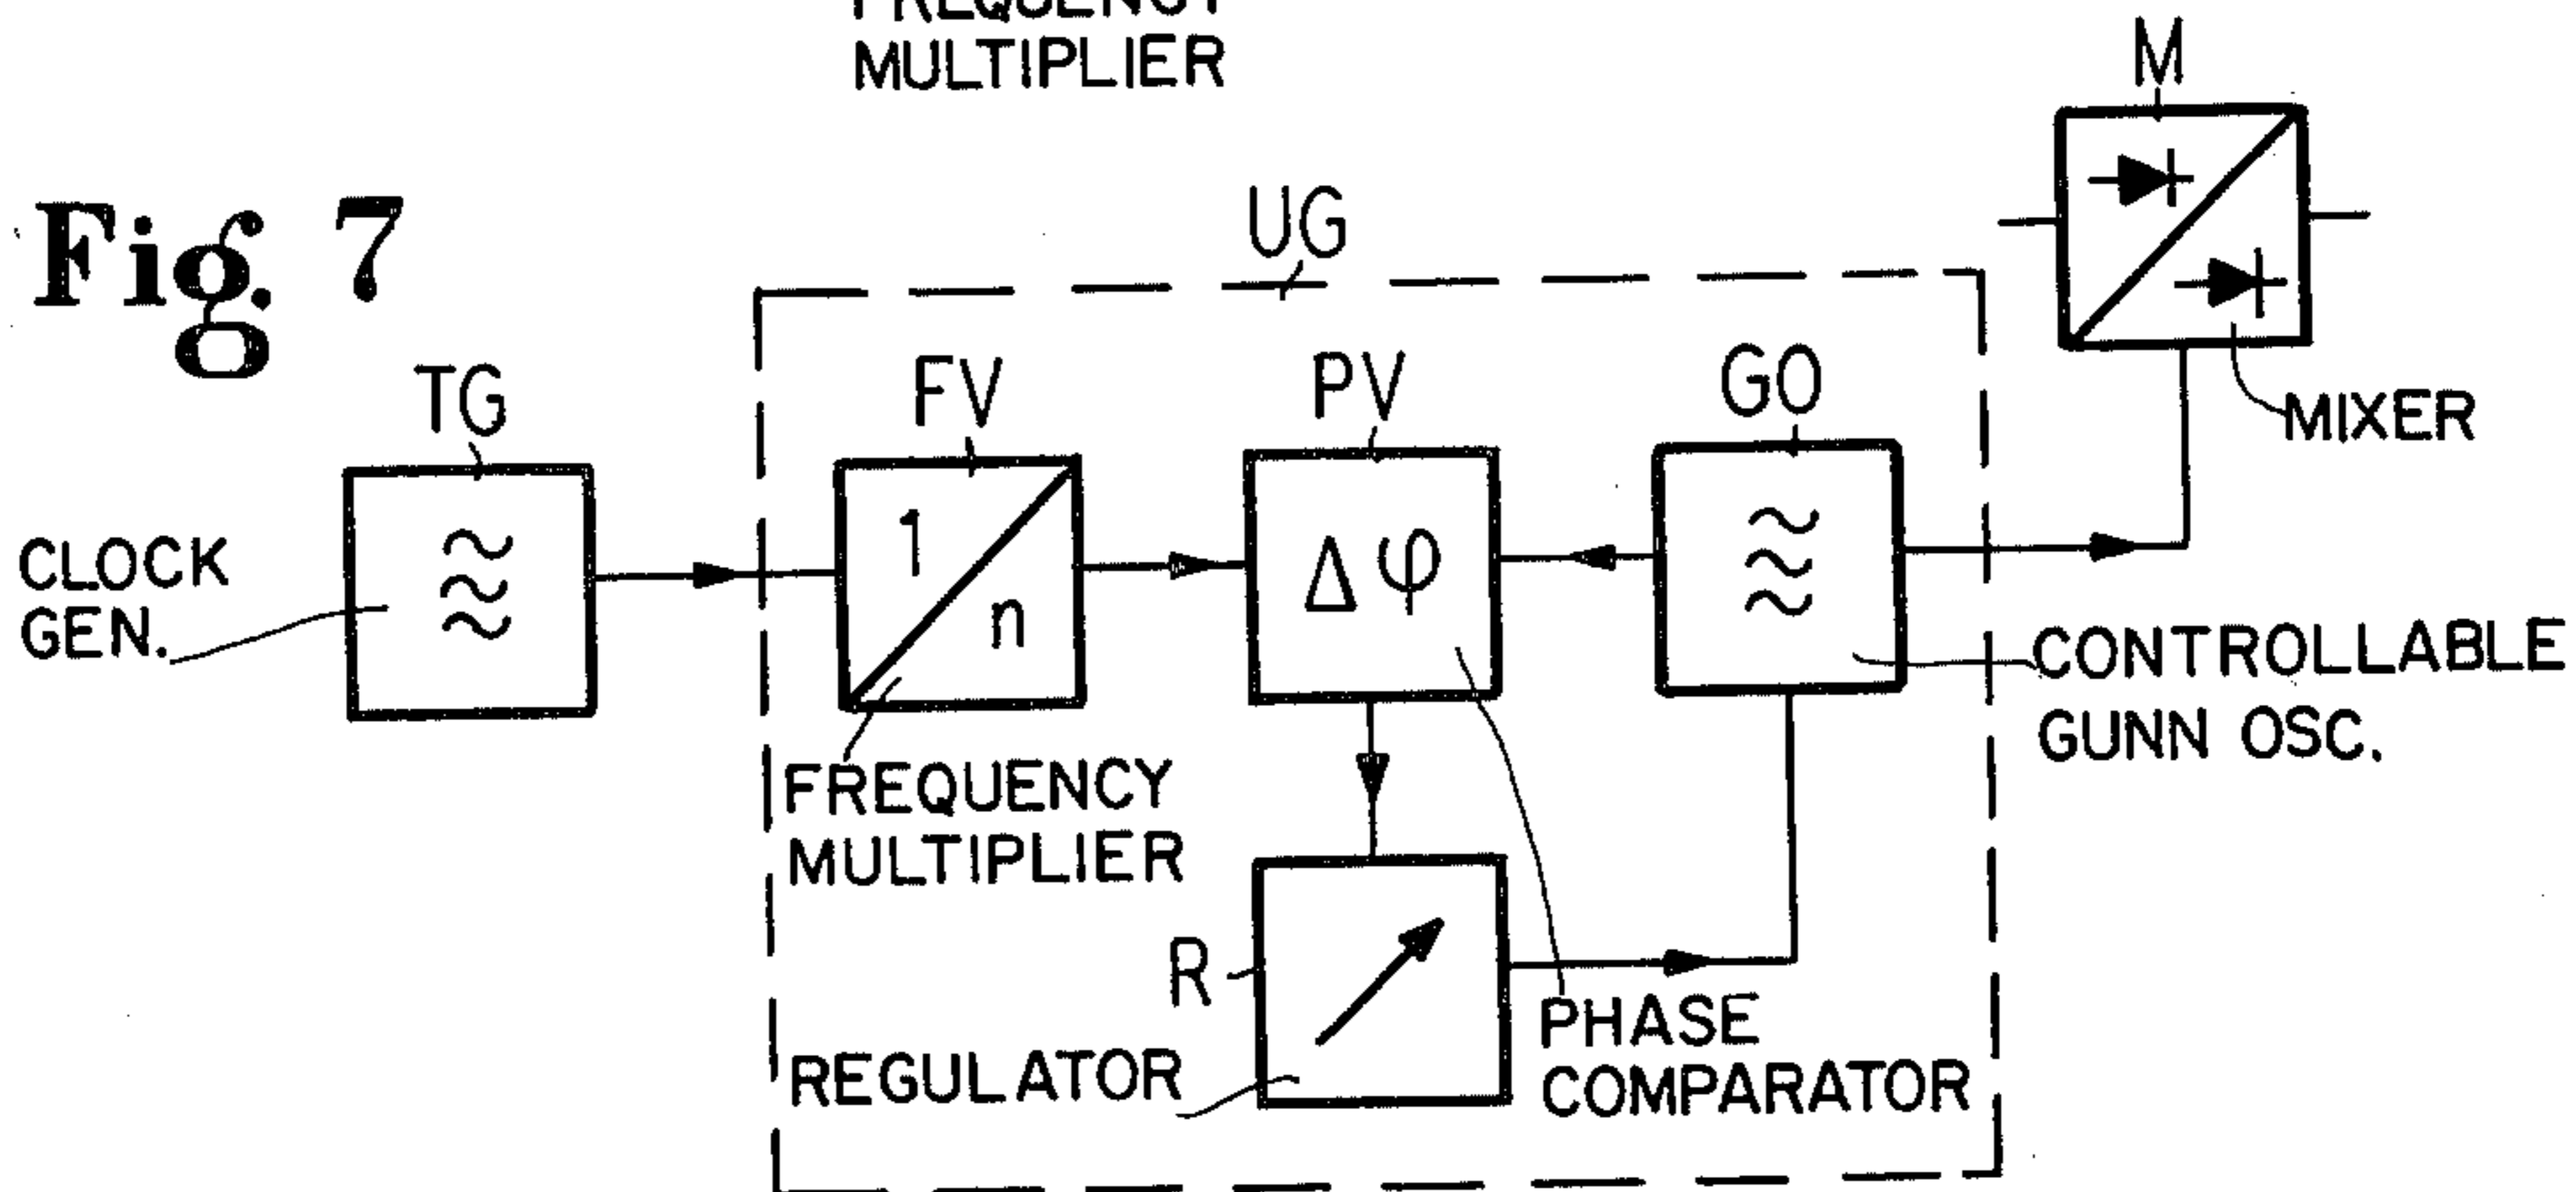 FREQUENCY
MULTIPLIER
M
Fig. 7
UG
TG
FV
PV
GO
MIXER
CLOCK
GEN.
1
n
Δφ
CONTROLLABLE
GUNN OSC.
FREQUENCY
MULTIPLIER
R
REGULATOR
PHASE
COMPARATOR